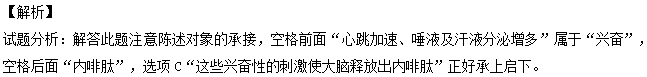 【解析】
试题分析：解答此题注意陈述对象的承接，空格前面“心跳加速、唾液及汗液分泌增多”属于“兴奋”，
空格后面“内啡肽”，选项 C“这些兴奋性的刺激使大脑释放出内啡肽”正好承上启下。